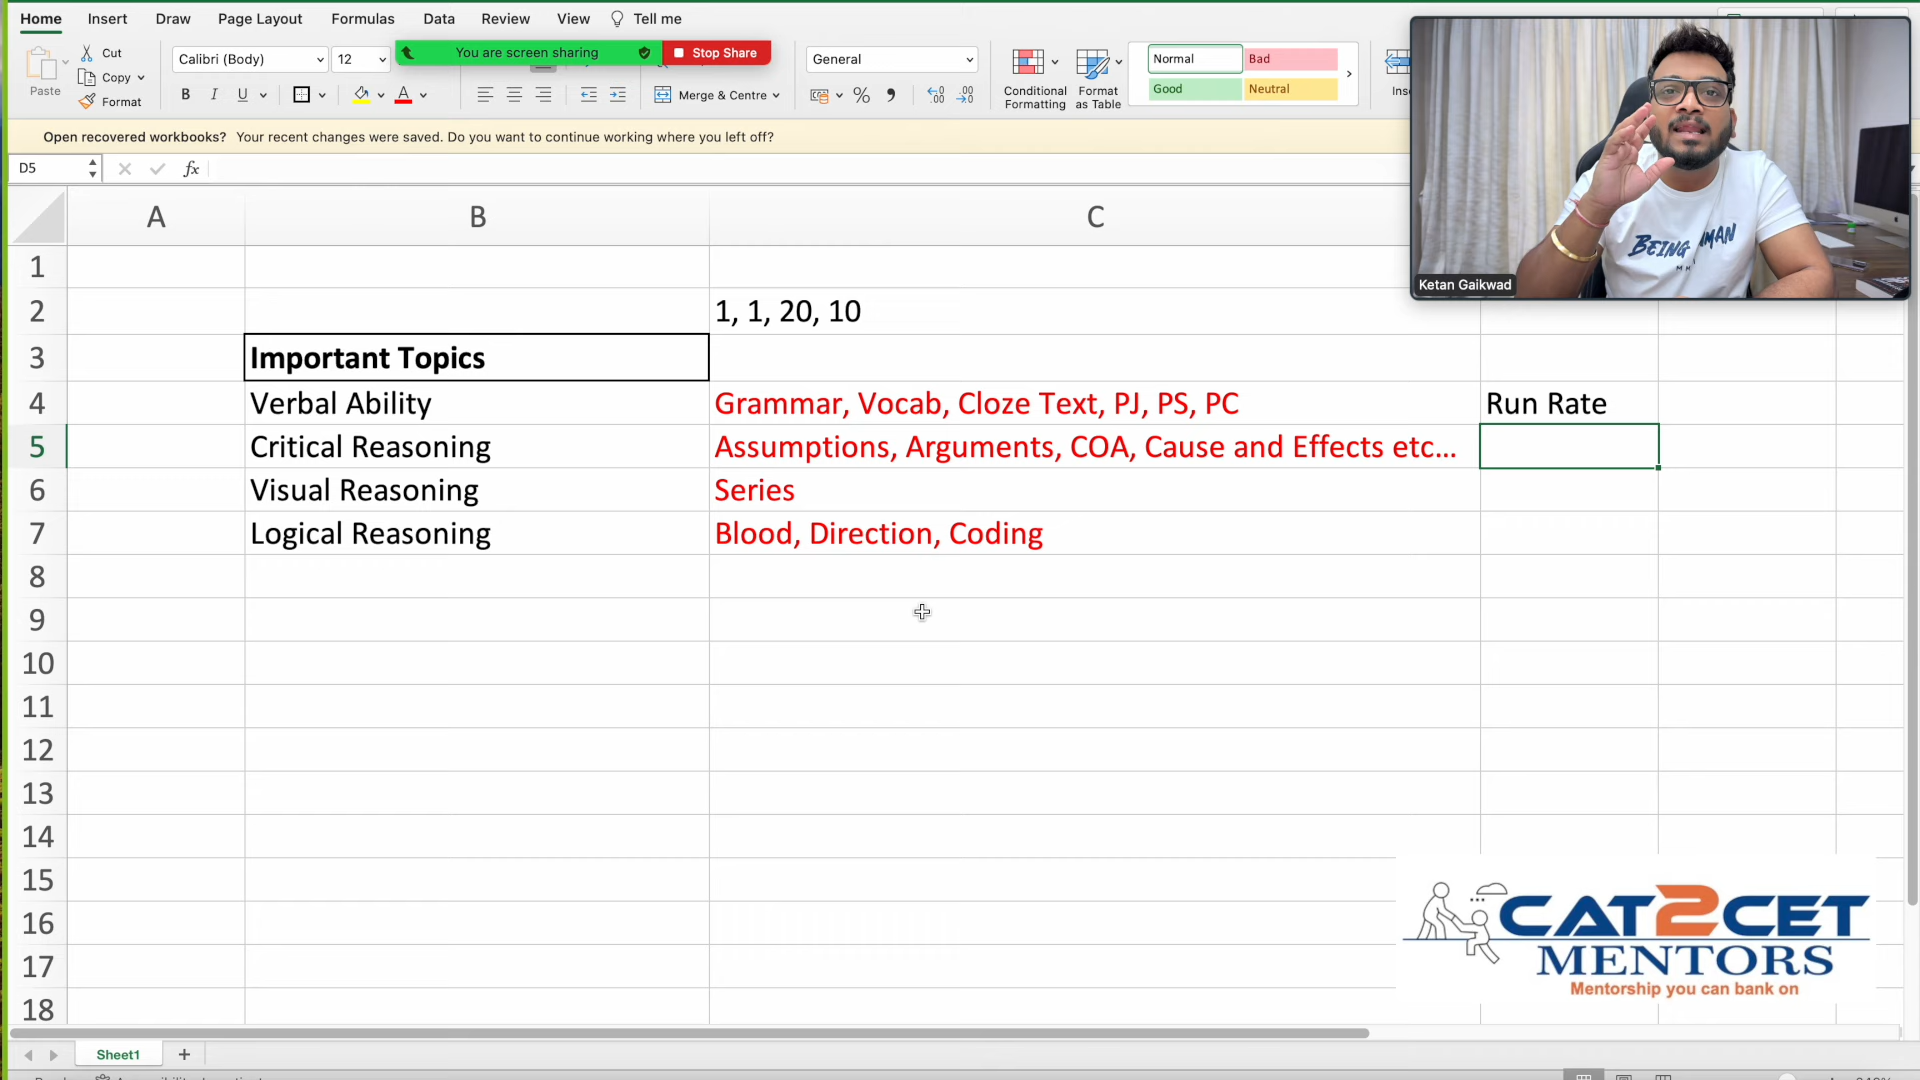 Home Insert Draw Page Layout Formulas Data Review View Tell me
Paste
Cut
Copy
Format
Calibri (Body) 12
You are screen sharing Stop Share
B I U A
Merge & Centre
General
%
Conditional Formatting
Format as Table
Normal Bad
Good Neutral
Open recovered workbooks? Your recent changes were saved. Do you want to continue working where you left off?
D5 fx
BEING HUMAN
Ketan Gaikwad
A B C
1
2 1, 1, 20, 10
3 Important Topics
4 Verbal Ability Grammar, Vocab, Cloze Text, PJ, PS, PC Run Rate
5 Critical Reasoning Assumptions, Arguments, COA, Cause and Effects etc...
6 Visual Reasoning Series
7 Logical Reasoning Blood, Direction, Coding
8
9
10
11
12
13
14
15
16
17
18
CAT2CET
MENTORS
Mentorship you can bank on
Sheet1